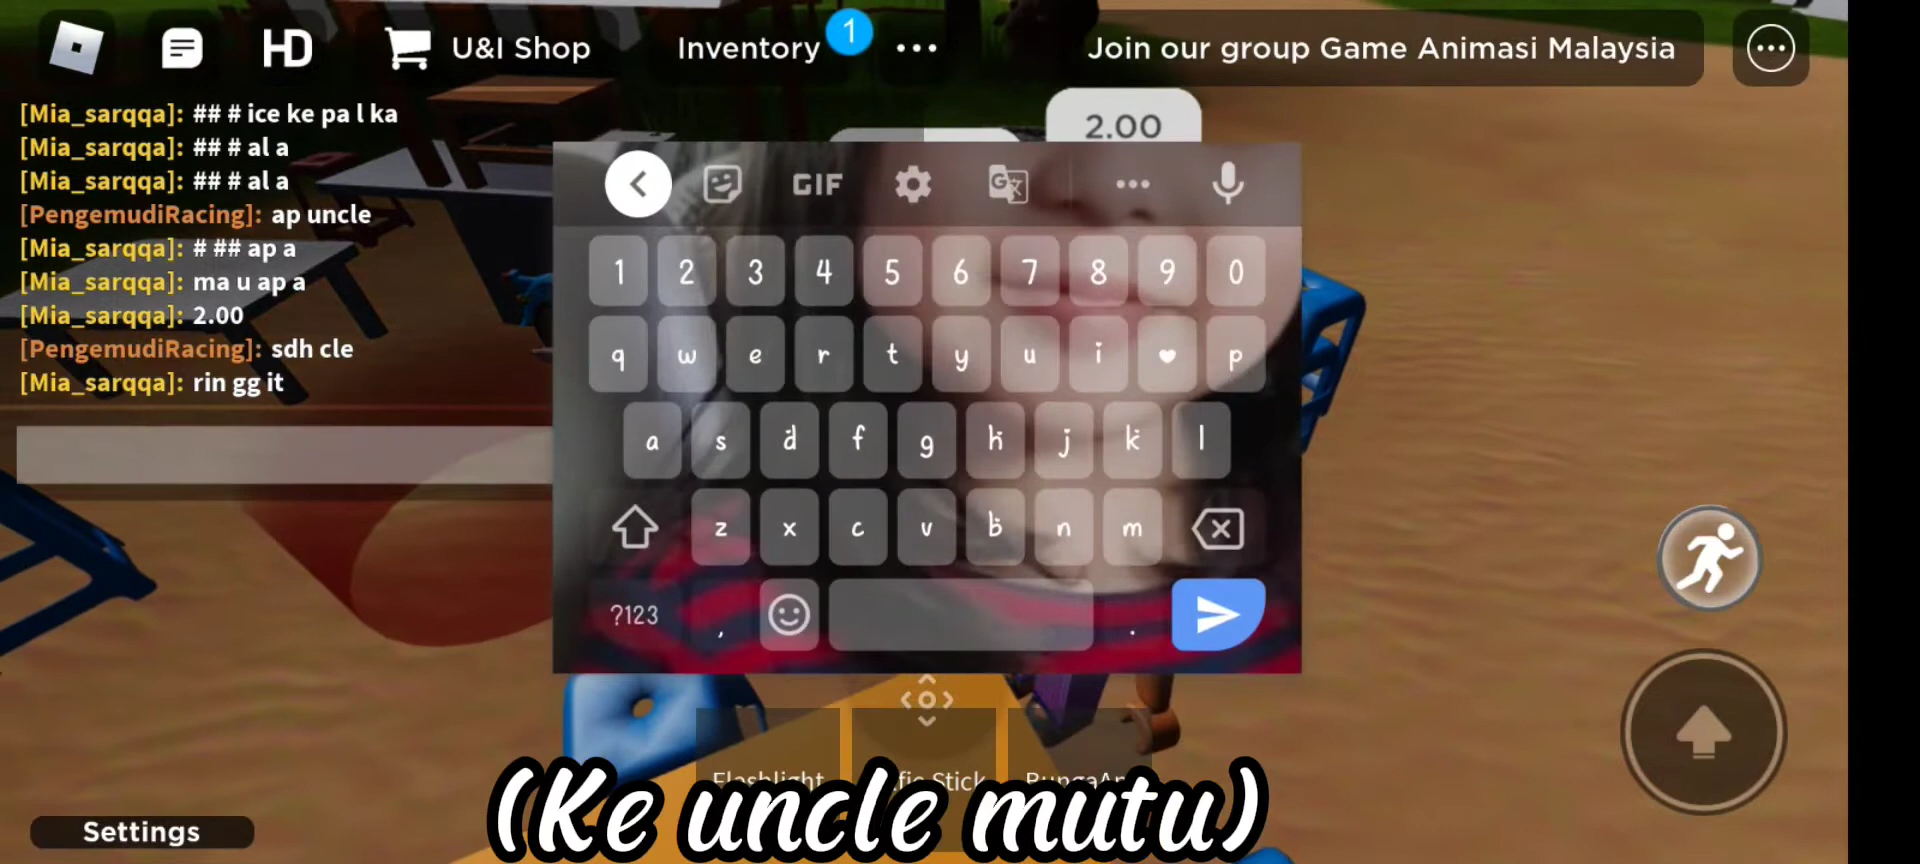 HD
U&I Shop
Inventory
1
Join our group Game Animasi Malaysia
[Mia_sarqqa]: ## # ice ke pa l ka
[Mia_sarqqa]: ## # al a
[Mia_sarqqa]: ## # al a
[PengemudiRacing]: ap uncle
[Mia_sarqqa]: # ## ap a
[Mia_sarqqa]: ma u ap a
[Mia_sarqqa]: 2.00
[PengemudiRacing]: sdh cle
[Mia_sarqqa]: rin gg it
2.00
GIF
1 2 3 4 5 6 7 8 9 0
q w e r t y u i ♥ p
a s d f g h j k l
z x c v b n m
?123 , .
Flashlight
Stick
(Ke uncle mutu)
Settings